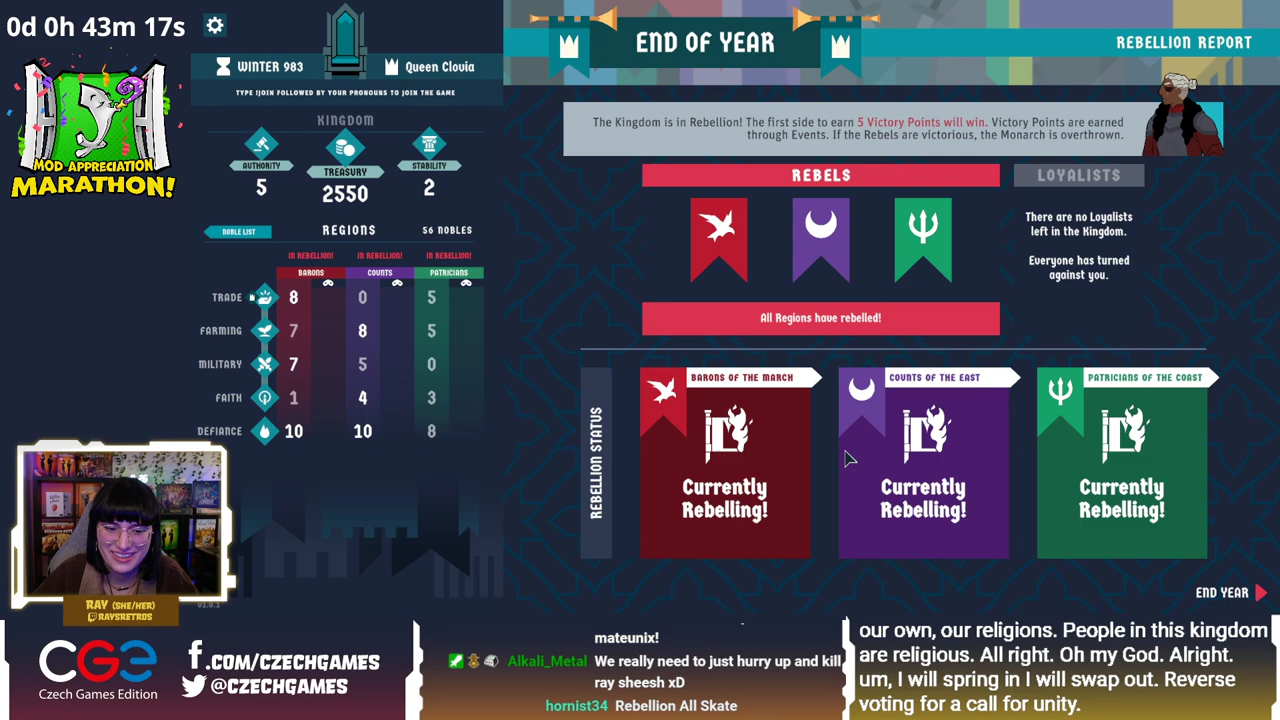 0d 0h 43m 17s
MOD APPRECIATION
MARATHON!
WINTER 983
Queen Clovia
TYPE !JOIN FOLLOWED BY YOUR PRONOUNS TO JOIN THE GAME
KINGDOM
AUTHORITY
TREASURY
STABILITY
5
2550
2
NOBLE LIST
REGIONS
56 NOBLES
IN REBELLION!
IN REBELLION!
IN REBELLION!
BARONS
COUNTS
PATRICIANS
TRADE 8 0 5
FARMING 7 8 5
MILITARY 7 5 0
FAITH 1 4 3
DEFIANCE 10 10 8
END OF YEAR
REBELLION REPORT
The Kingdom is in Rebellion! The first side to earn 5 Victory Points will win. Victory Points are earned
through Events. If the Rebels are victorious, the Monarch is overthrown.
REBELS
LOYALISTS
There are no Loyalists
left in the Kingdom.
Everyone has turned
against you.
All Regions have rebelled!
REBELLION STATUS
BARONS OF THE MARCH
Currently
Rebelling!
COUNTS OF THE EAST
Currently
Rebelling!
PATRICIANS OF THE COAST
Currently
Rebelling!
END YEAR
RAY (SHE/HER)
RAYSRETROS
V1.0.1
CGE
Czech Games Edition
f.COM/CZECHGAMES
@CZECHGAMES
mateunix!
Alkali_Metal We really need to just hurry up and kill
ray sheesh xD
hornist34 Rebellion All Skate
our own, our religions. People in this kingdom
are religious. All right. Oh my God. Alright.
um, I will spring in I will swap out. Reverse
voting for a call for unity.